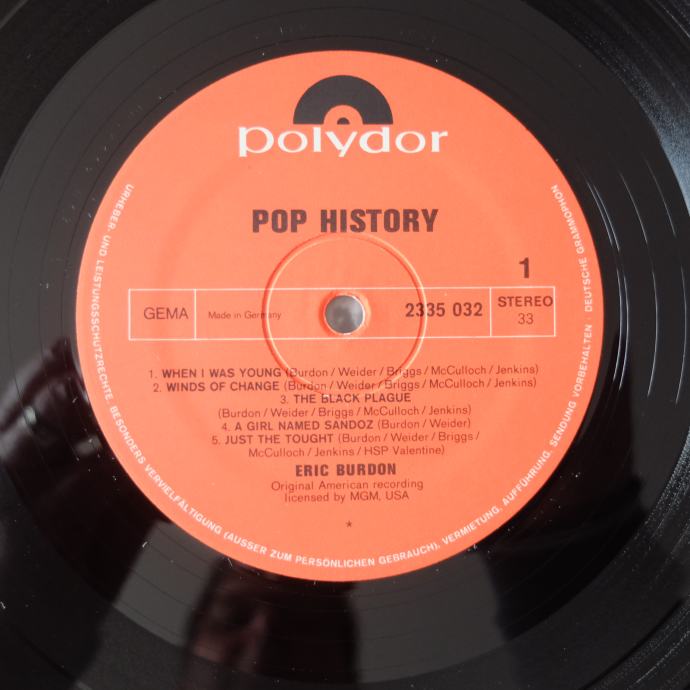 polydor
POP HISTORY
1
GEMA
Made in Germany
2335 032
STEREO
33
1. WHEN I WAS YOUNG (Burdon / Weider / Briggs / McCulloch / Jenkins)
2. WINDS OF CHANGE (Burdon / Weider / Briggs / McCulloch / Jenkins)
3. THE BLACK PLAGUE
(Burdon / Weider / Briggs / McCulloch / Jenkins)
4. A GIRL NAMED SANDOZ (Burdon / Weider)
5. JUST THE TOUGHT (Burdon / Weider / Briggs /
McCulloch / Jenkins / HSP Valentine)
ERIC BURDON
Original American recording
licensed by MGM, USA
*
URHEBER- UND LEISTUNGSSCHUTZRECHTE, BESONDERS VERVIELFÄLTIGUNG (AUSSER ZUM PERSÖNLICHEN GEBRAUCH), VERMIETUNG, AUFFÜHRUNG, SENDUNG VORBEHALTEN · DEUTSCHE GRAMMOPHON